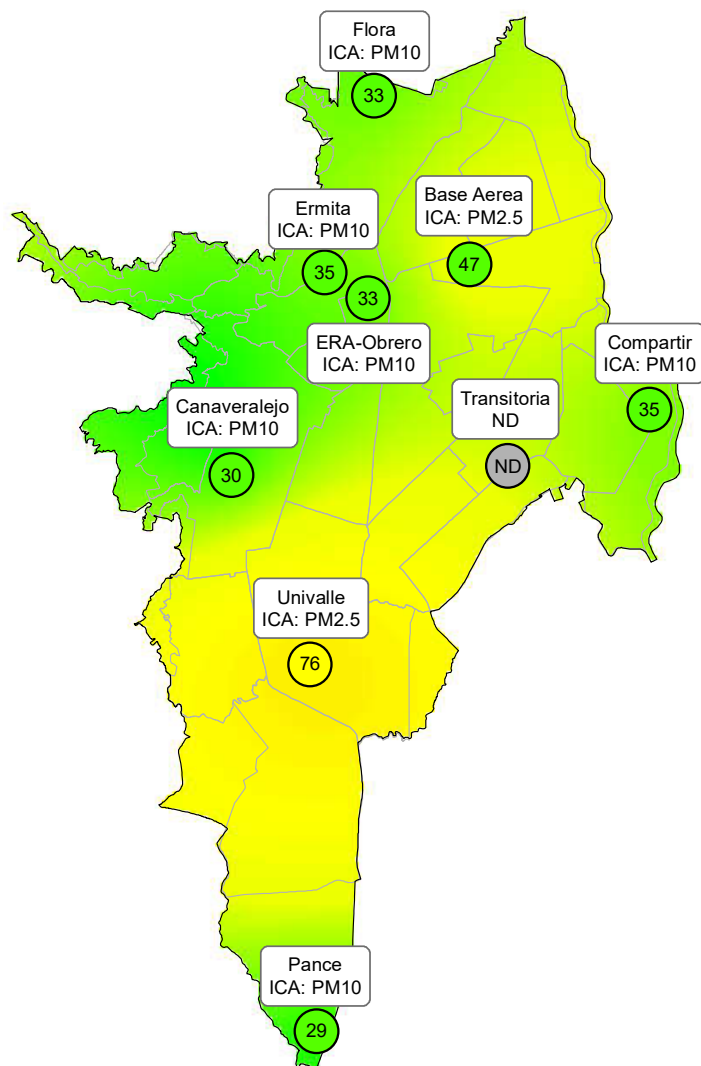 Flora
ICA: PM10
33
Base Aerea
ICA: PM2.5
47
Ermita
ICA: PM10
35
33
ERA-Obrero
ICA: PM10
Compartir
ICA: PM10
35
Transitoria
ND
ND
Canaveralejo
ICA: PM10
30
Univalle
ICA: PM2.5
76
Pance
ICA: PM10
29